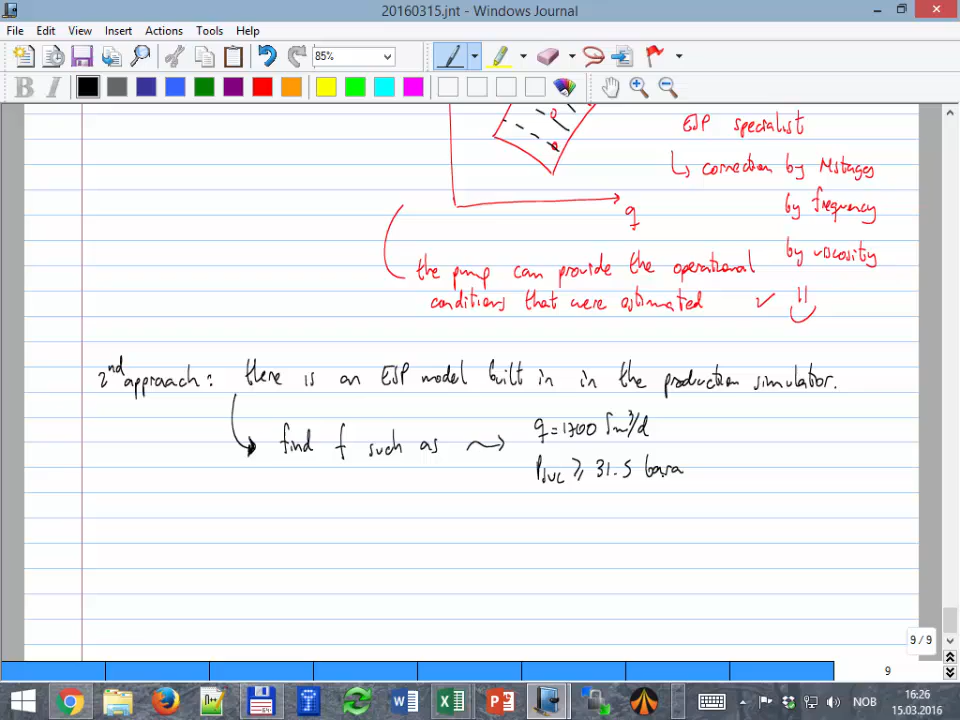 20160315.jnt - Windows Journal
File Edit View Insert Actions Tools Help
85%
B I
ESP specialist
correction by Nstages
by frequency
by viscosity
q
the pump can provide the operational
conditions that were estimated ✓
2nd approach: there is an ESP model built in in the production simulator.
find f such as
q = 1700 Sm³/d
Psuc ≥ 31.5 bara
9 / 9
9
NOB
16:26
15.03.2016